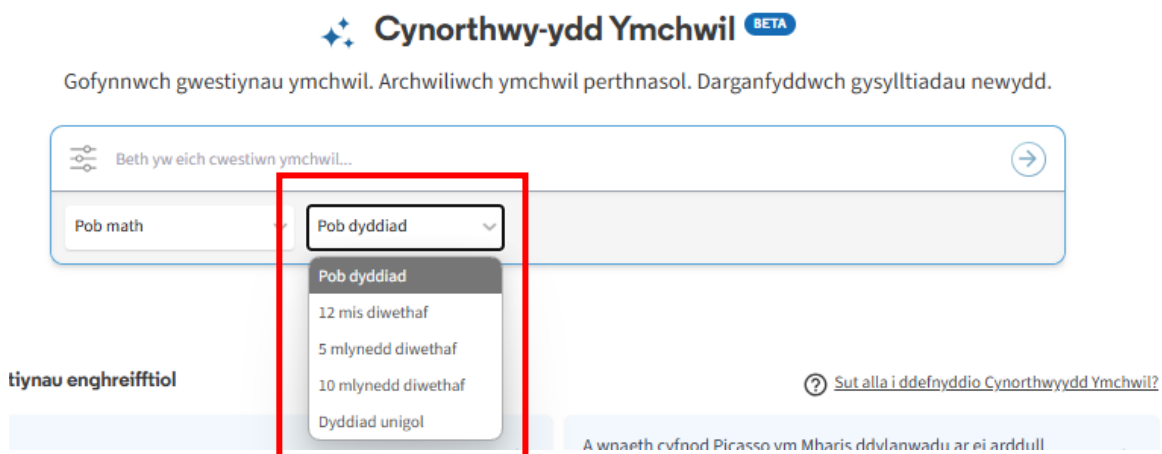 Cynorthwy-ydd Ymchwil BETA
Gofynnwch gwestiynau ymchwil. Archwiliwch ymchwil perthnasol. Darganfyddwch gysylltiadau newydd.
Beth yw eich cwestiwn ymchwil...
Pob math
Pob dyddiad
Pob dyddiad
12 mis diwethaf
5 mlynedd diwethaf
10 mlynedd diwethaf
Dyddiad unigol
tiynau enghreifftiol
Sut alla i ddefnyddio Cynorthwyydd Ymchwil?
A wnaeth cyfnod Picasso ym Mharis ddylanwadu ar ei arddull